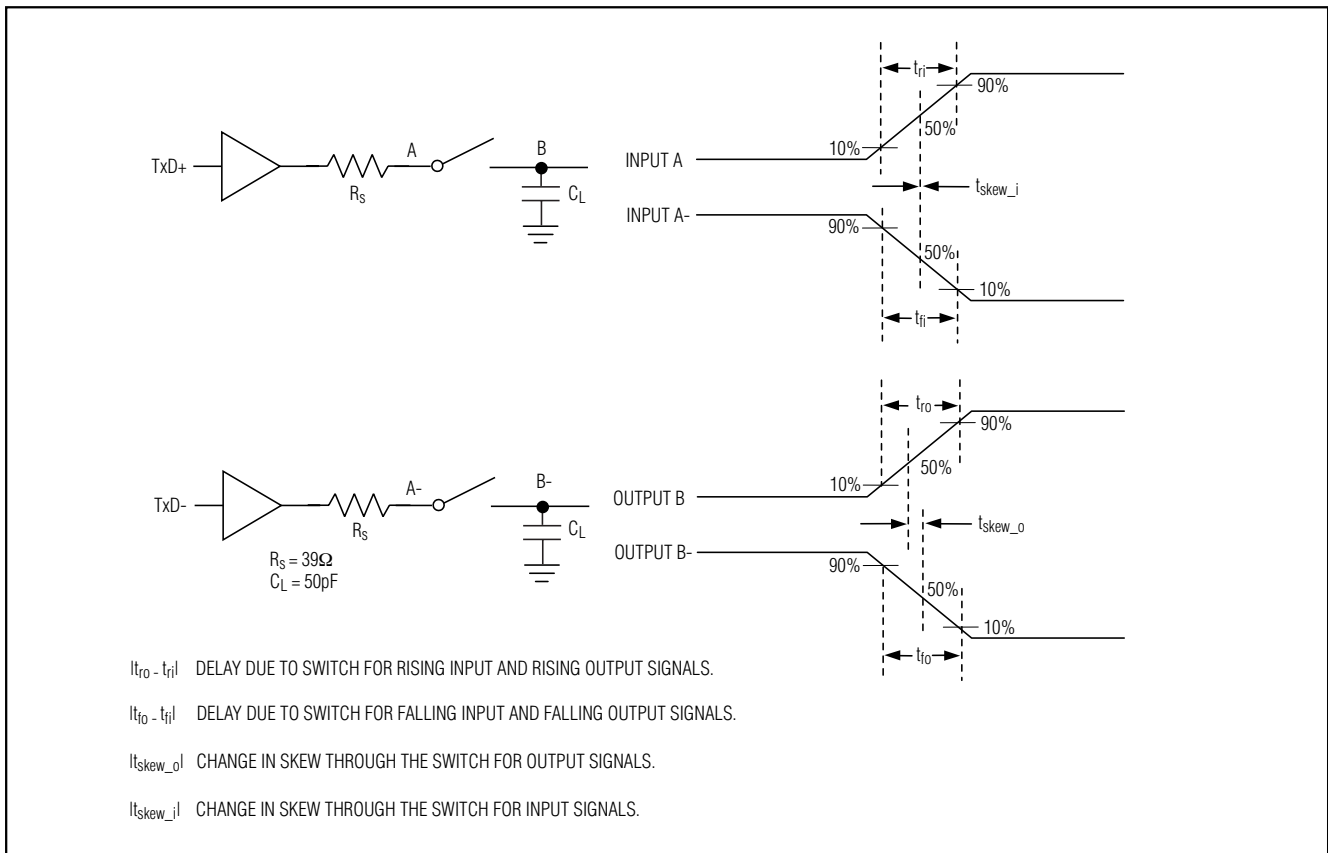 TxD+
RS
A
B
CL
INPUT A
INPUT A-
tri
90%
50%
10%
tskew_i
90%
50%
10%
tfi
TxD-
RS
A-
B-
CL
RS = 39Ω
CL = 50pF
OUTPUT B
OUTPUT B-
tro
90%
50%
10%
tskew_o
90%
50%
10%
tfo
|tro - tri| DELAY DUE TO SWITCH FOR RISING INPUT AND RISING OUTPUT SIGNALS.
|tfo - tfi| DELAY DUE TO SWITCH FOR FALLING INPUT AND FALLING OUTPUT SIGNALS.
|tskew_o| CHANGE IN SKEW THROUGH THE SWITCH FOR OUTPUT SIGNALS.
|tskew_i| CHANGE IN SKEW THROUGH THE SWITCH FOR INPUT SIGNALS.